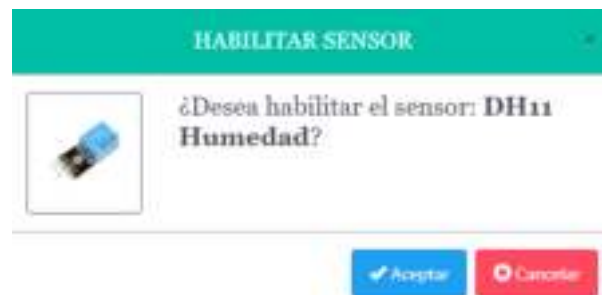 HABILITAR SENSOR
¿Desea habilitar el sensor: DH11
Humedad?
Aceptar
Cancelar